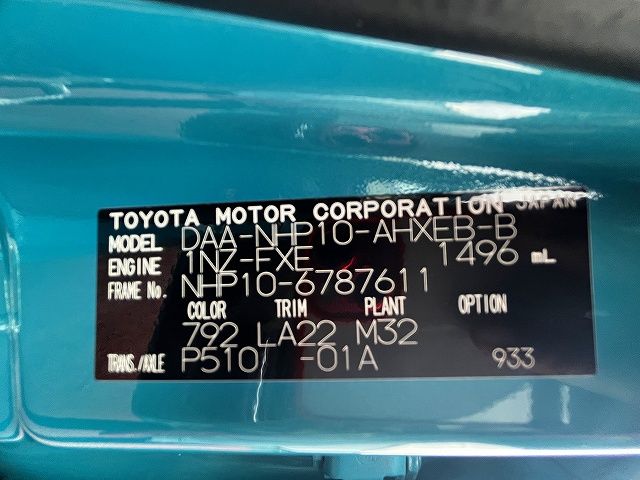 TOYOTA MOTOR CORPORATION JAPAN
MODEL DAA-NHP10-AHXEB-B
ENGINE 1NZ-FXE 1496 mL
FRAME No. NHP10-6787611
COLOR TRIM PLANT OPTION
792 LA22 M32
TRANS./AXLE P510 -01A 933